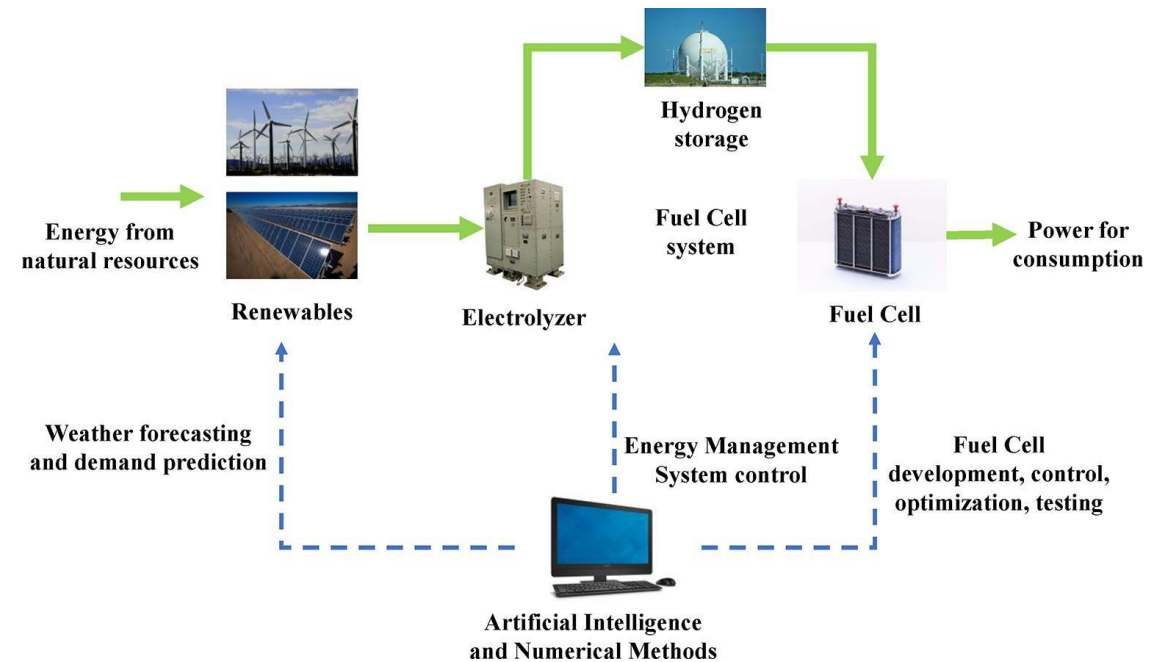 Hydrogen
storage
Energy from
natural resources
Renewables
Electrolyzer
Fuel Cell
system
Fuel Cell
Power for
consumption
Weather forecasting
and demand prediction
Energy Management
System control
Fuel Cell
development, control,
optimization, testing
Artificial Intelligence
and Numerical Methods